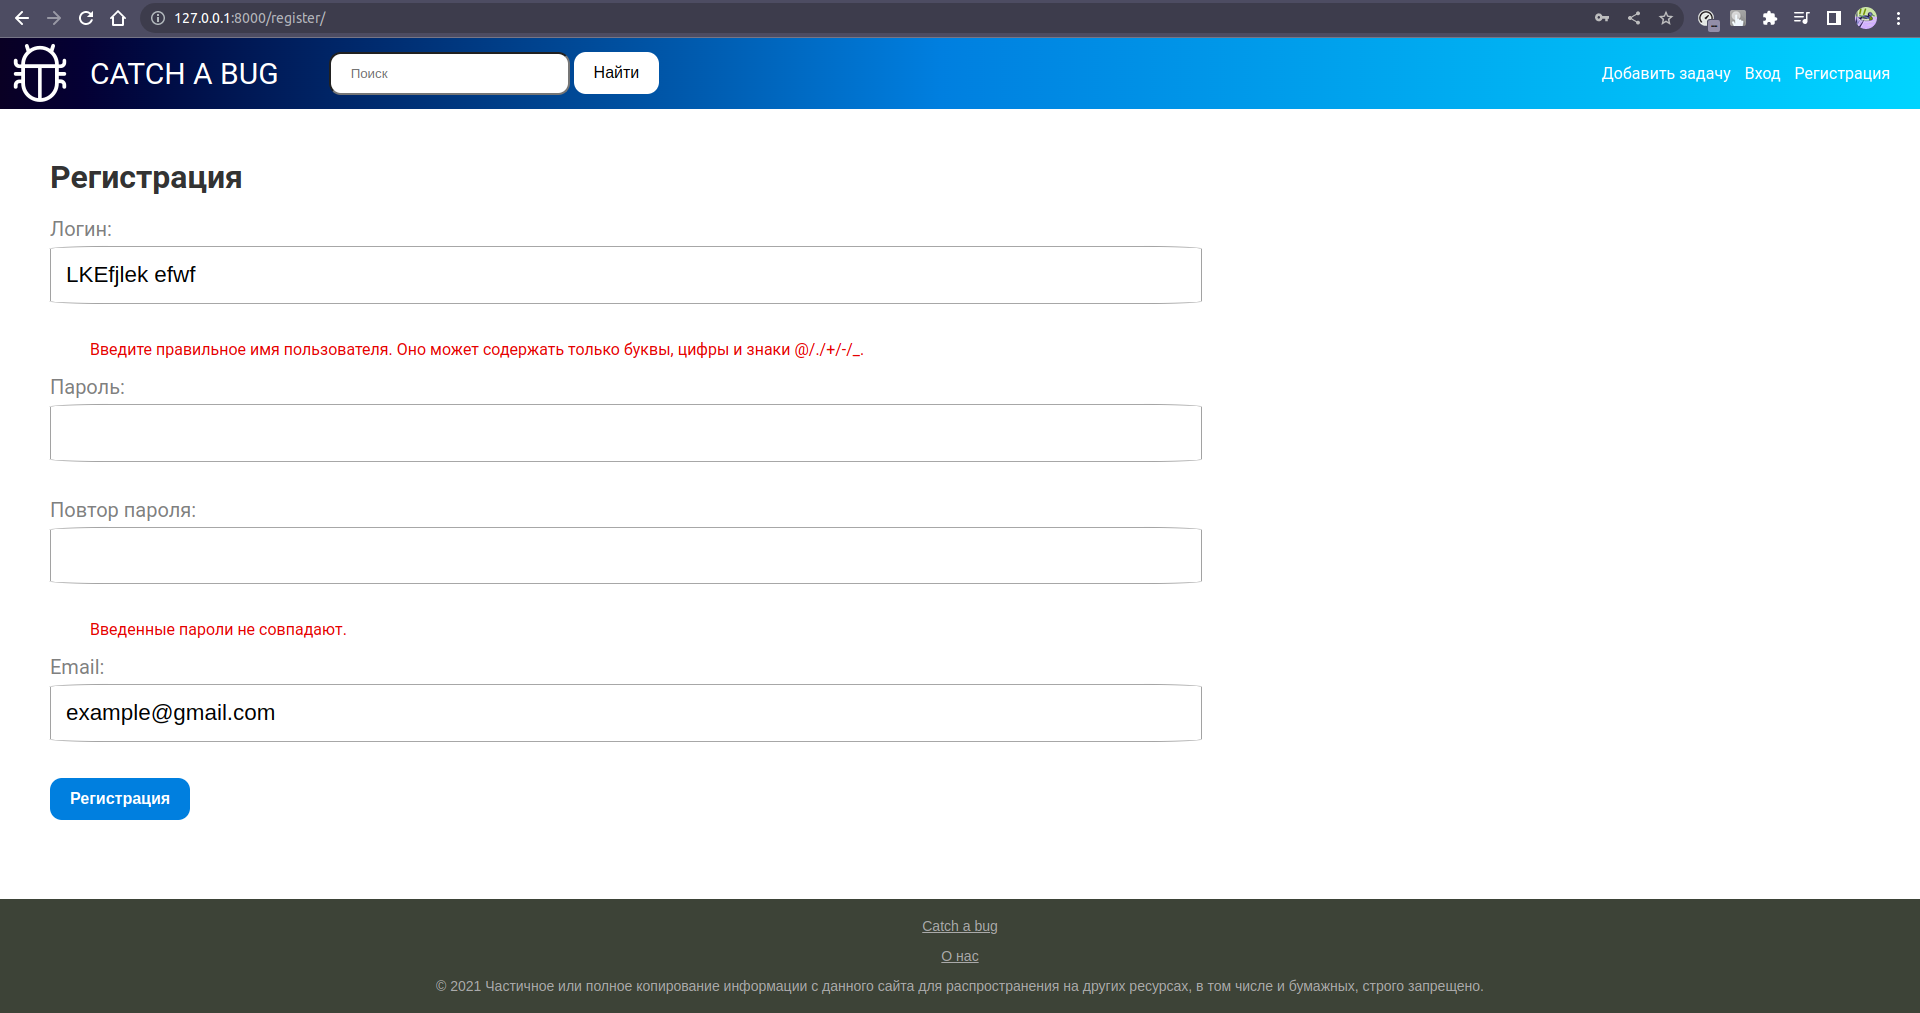 127.0.0.1:8000/register/
CATCH A BUG
Поиск
Найти
Добавить задачу Вход Регистрация
Регистрация
Логин:
LKEfjlek efwf
Введите правильное имя пользователя. Оно может содержать только буквы, цифры и знаки @/./+/-/_.
Пароль:
Повтор пароля:
Введенные пароли не совпадают.
Email:
example@gmail.com
Регистрация
Catch a bug
О нас
© 2021 Частичное или полное копирование информации с данного сайта для распространения на других ресурсах, в том числе и бумажных, строго запрещено.